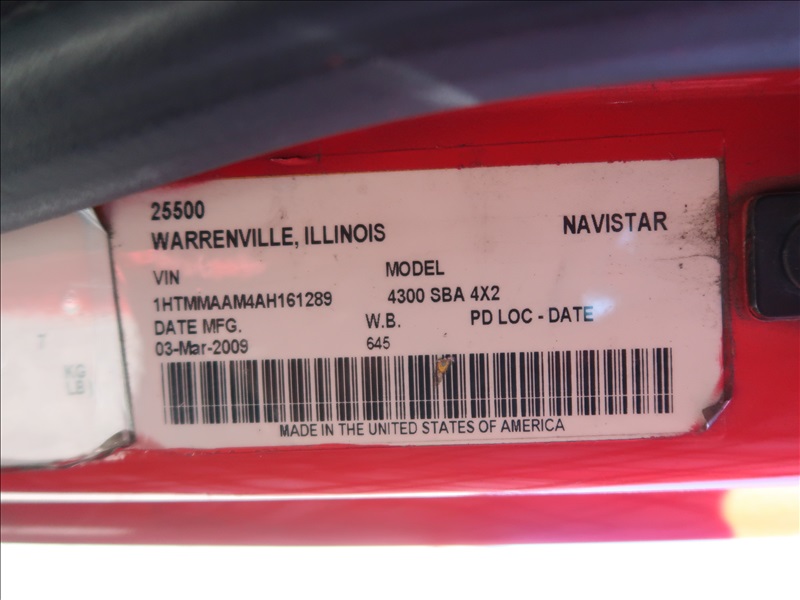 25500
WARRENVILLE, ILLINOIS
NAVISTAR
VIN
MODEL
1HTMMAAM4AH161289
4300 SBA 4X2
DATE MFG.
W.B.
PD LOC - DATE
03-Mar-2009
645
MADE IN THE UNITED STATES OF AMERICA